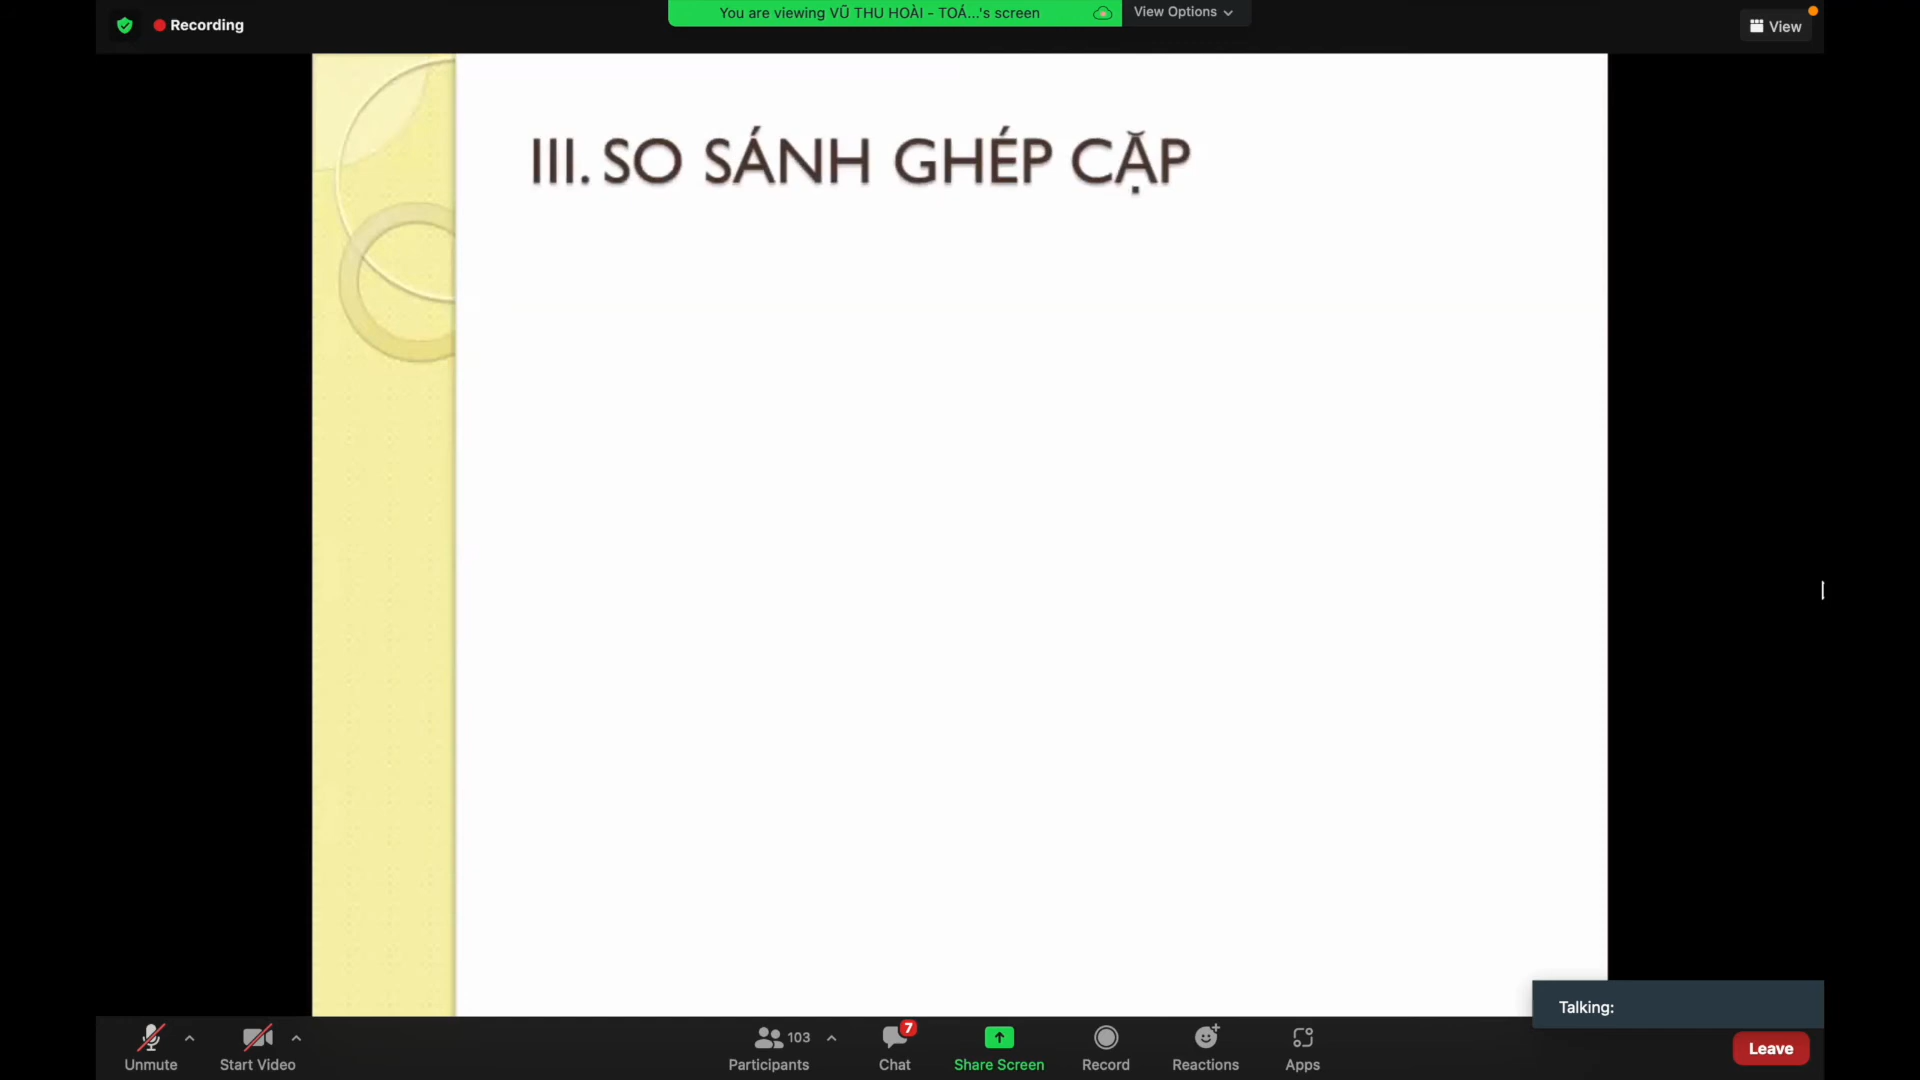 Recording
You are viewing VŨ THU HOÀI - TOÁ...'s screen
View Options
View
III. SO SÁNH GHÉP CẶP
Talking:
Unmute
Start Video
103
Participants
7
Chat
Share Screen
Record
Reactions
Apps
Leave